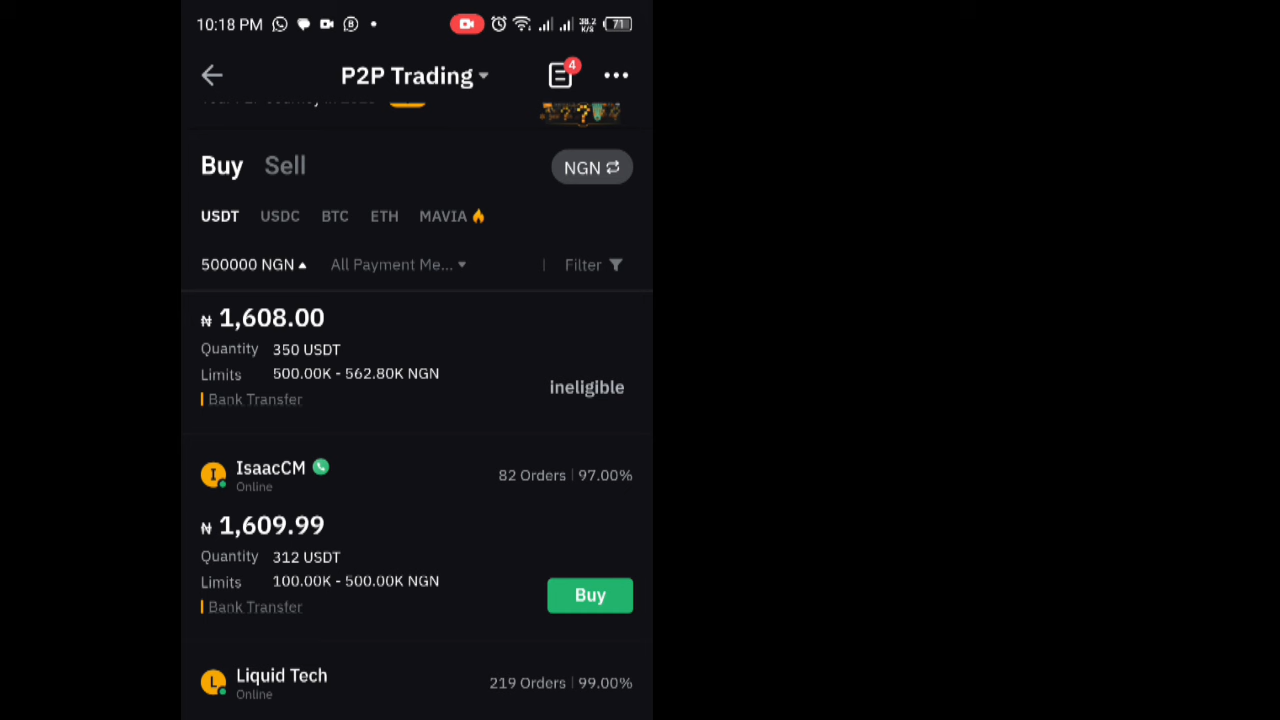 10:18 PM 38.2 K/S 71
P2P Trading 4
Buy Sell NGN
USDT USDC BTC ETH MAVIA
500000 NGN All Payment Me... Filter
₦ 1,608.00
Quantity 350 USDT
Limits 500.00K - 562.80K NGN
ineligible
Bank Transfer
I IsaacCM 82 Orders | 97.00%
Online
₦ 1,609.99
Quantity 312 USDT
Limits 100.00K - 500.00K NGN
Buy
Bank Transfer
L Liquid Tech 219 Orders | 99.00%
Online